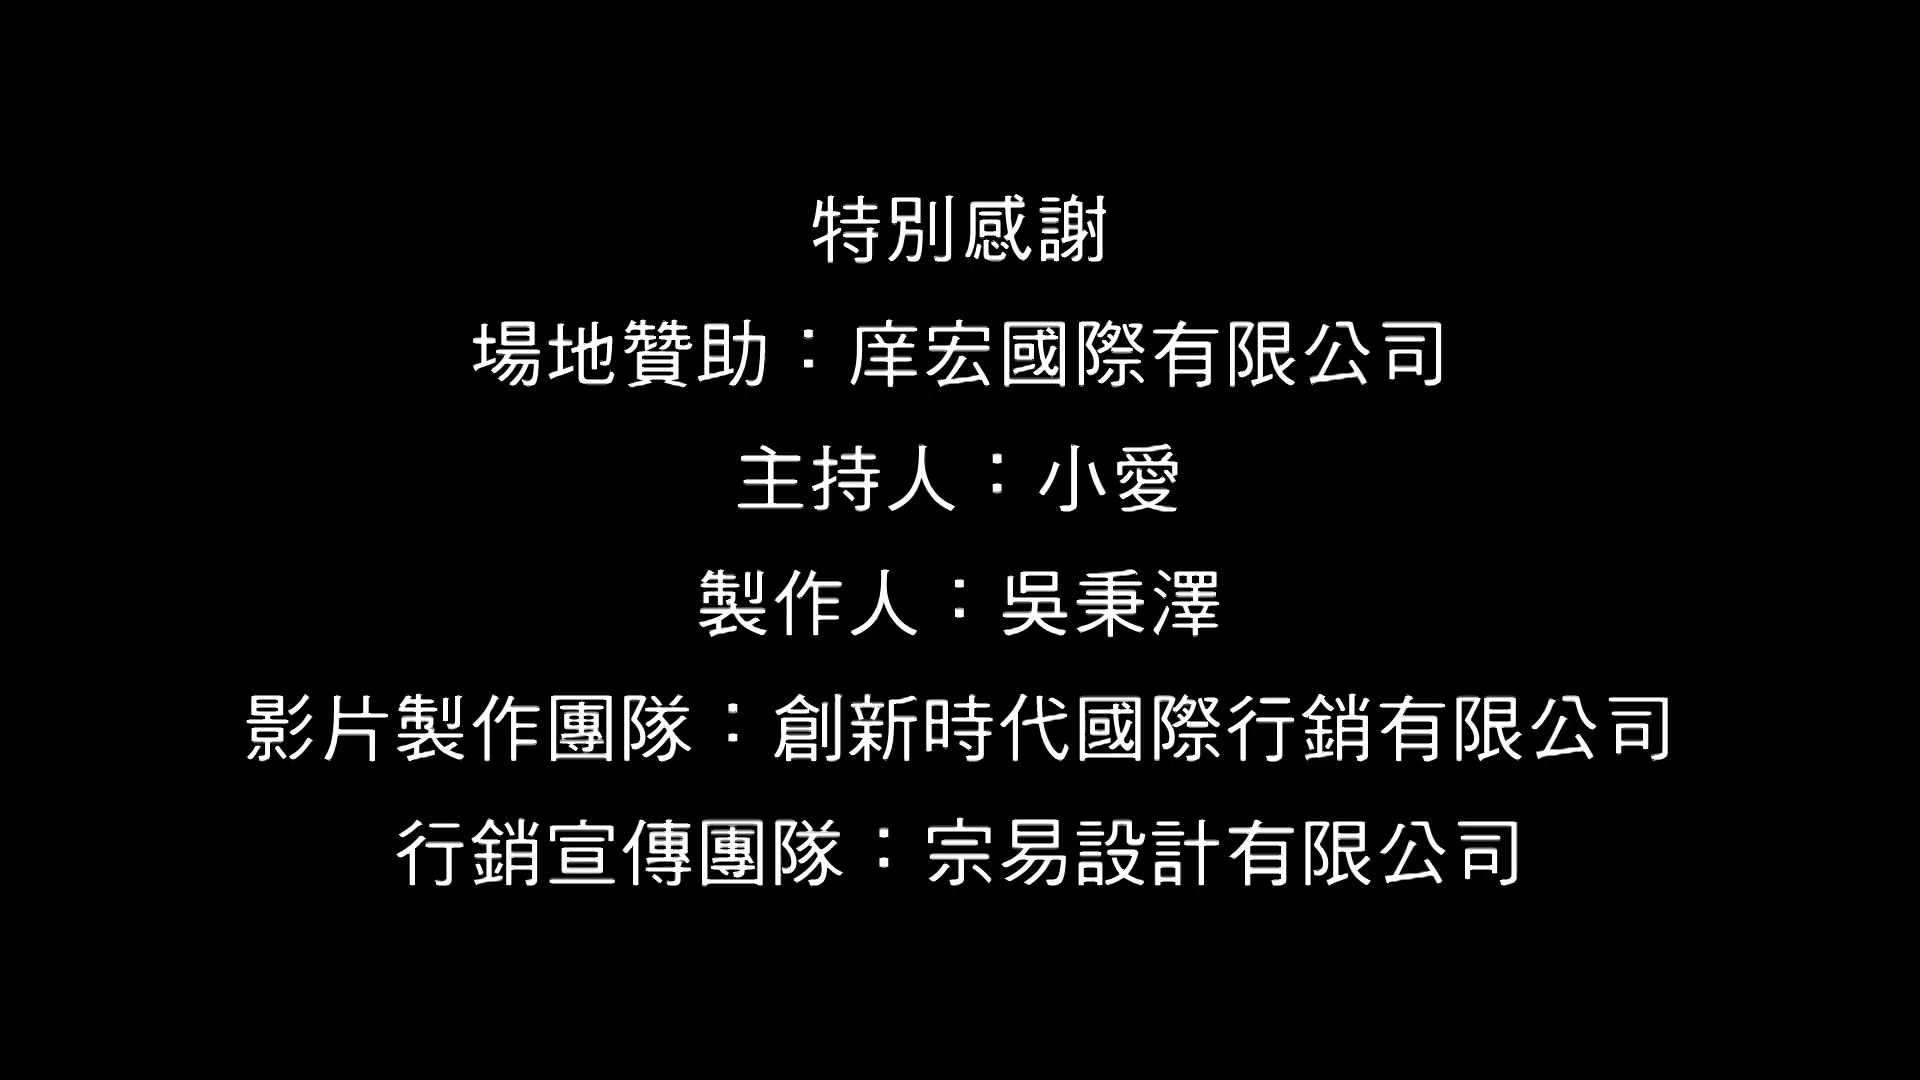 特別感謝
場地贊助：庠宏國際有限公司
主持人：小愛
製作人：吳秉澤
影片製作團隊：創新時代國際行銷有限公司
行銷宣傳團隊：宗易設計有限公司